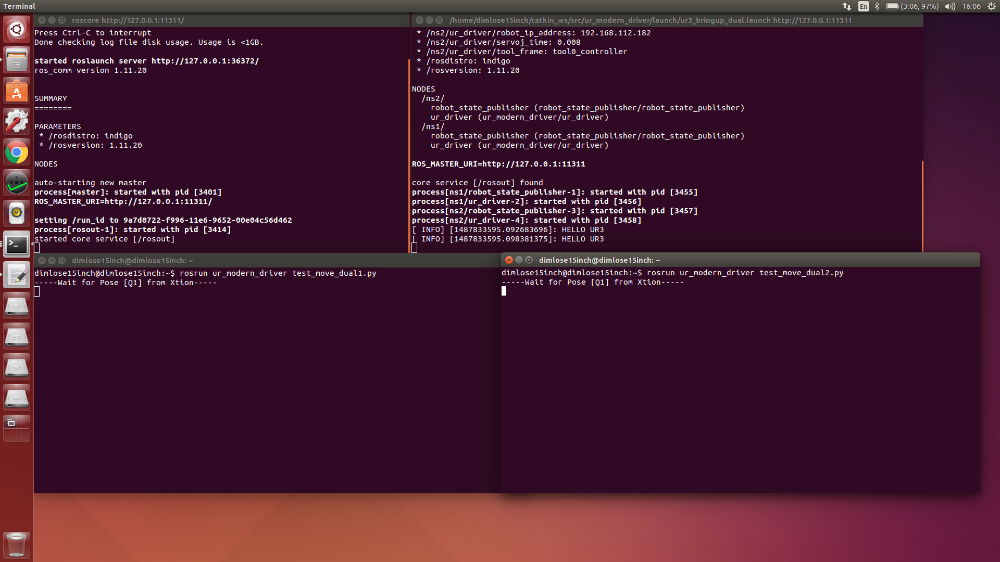 Terminal
En
(3:06, 97%)
16:06
roscore http://127.0.0.1:11311/
Press Ctrl-C to interrupt
Done checking log file disk usage. Usage is <1GB.
started roslaunch server http://127.0.0.1:36372/
ros_comm version 1.11.20
SUMMARY
========
PARAMETERS
* /rosdistro: indigo
* /rosversion: 1.11.20
NODES
auto-starting new master
process[master]: started with pid [3401]
ROS_MASTER_URI=http://127.0.0.1:11311/
setting /run_id to 9a7d0722-f996-11e6-9652-00e04c56d462
process[rosout-1]: started with pid [3414]
started core service [/rosout]
/home/dimlose15inch/catkin_ws/src/ur_modern_driver/launch/ur3_bringup_dual.launch http://127.0.0.1:11311
* /ns2/ur_driver/robot_ip_address: 192.168.112.182
* /ns2/ur_driver/servoj_time: 0.008
* /ns2/ur_driver/tool_frame: tool0_controller
* /rosdistro: indigo
* /rosversion: 1.11.20
NODES
/ns2/
robot_state_publisher (robot_state_publisher/robot_state_publisher)
ur_driver (ur_modern_driver/ur_driver)
/ns1/
robot_state_publisher (robot_state_publisher/robot_state_publisher)
ur_driver (ur_modern_driver/ur_driver)
ROS_MASTER_URI=http://127.0.0.1:11311
core service [/rosout] found
process[ns1/robot_state_publisher-1]: started with pid [3455]
process[ns1/ur_driver-2]: started with pid [3456]
process[ns2/robot_state_publisher-3]: started with pid [3457]
process[ns2/ur_driver-4]: started with pid [3458]
[ INFO] [1487833595.092683696]: HELLO UR3
[ INFO] [1487833595.098381375]: HELLO UR3
dimlose15inch@dimlose15inch: ~
dimlose15inch@dimlose15inch:~$ rosrun ur_modern_driver test_move_dual1.py
-----Wait for Pose [Q1] from Xtion-----
dimlose15inch@dimlose15inch: ~
dimlose15inch@dimlose15inch:~$ rosrun ur_modern_driver test_move_dual2.py
-----Wait for Pose [Q1] from Xtion-----